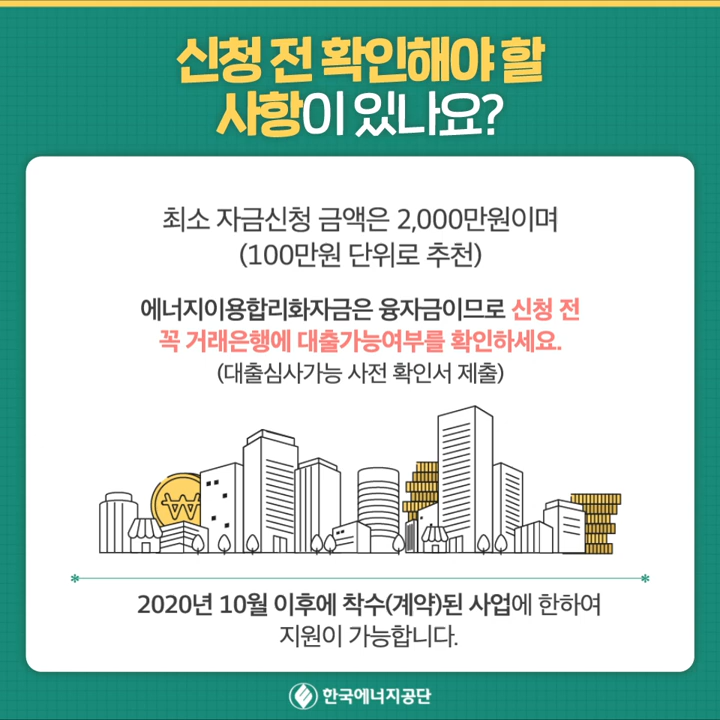 신청 전 확인해야 할
사항이 있나요?
최소 자금신청 금액은 2,000만원이며
(100만원 단위로 추천)
에너지이용합리화자금은 융자금이므로 신청 전
꼭 거래은행에 대출가능여부를 확인하세요.
(대출심사가능 사전 확인서 제출)
₩
2020년 10월 이후에 착수(계약)된 사업에 한하여
지원이 가능합니다.
한국에너지공단